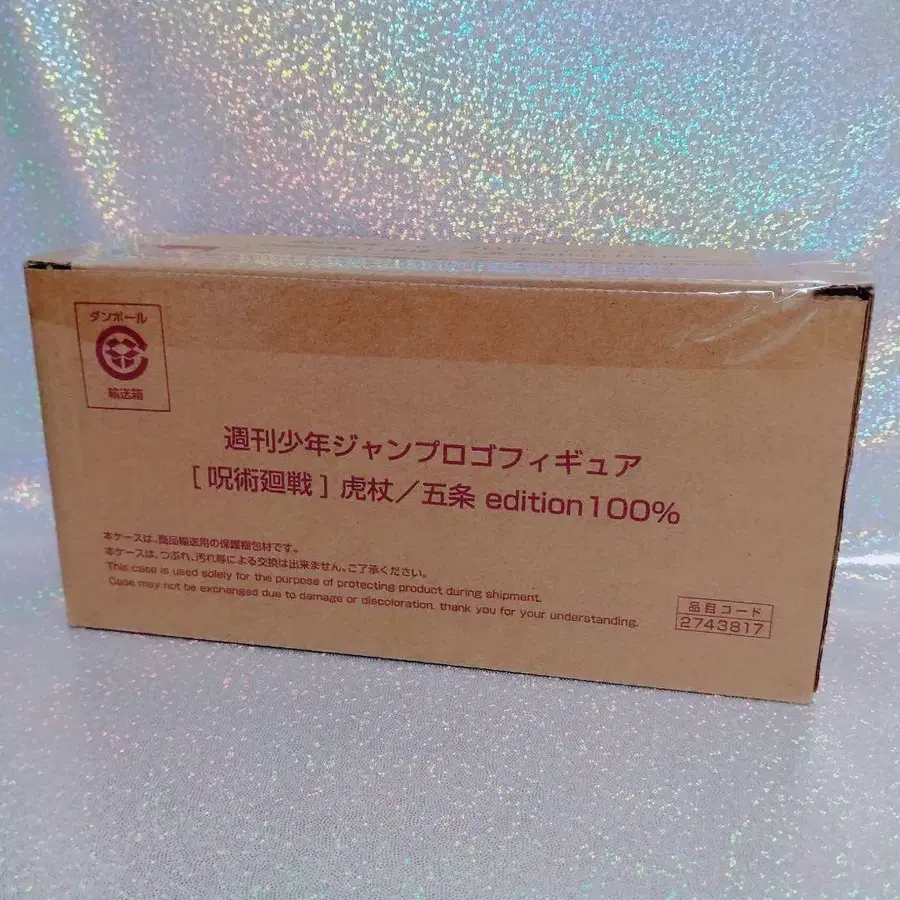 ダンボール
輸送箱
週刊少年ジャンプロゴフィギュア
[ 呪術廻戦 ] 虎杖／五条 edition100%
本ケースは、商品輸送用の保護梱包材です。
本ケースは、つぶれ、汚れ等による交換は出来ません。ご了承ください。
This case is used solely for the purpose of protecting product during shipment.
Case may not be exchanged due to damage or discoloration. thank you for your understanding.
品目コード
2743817